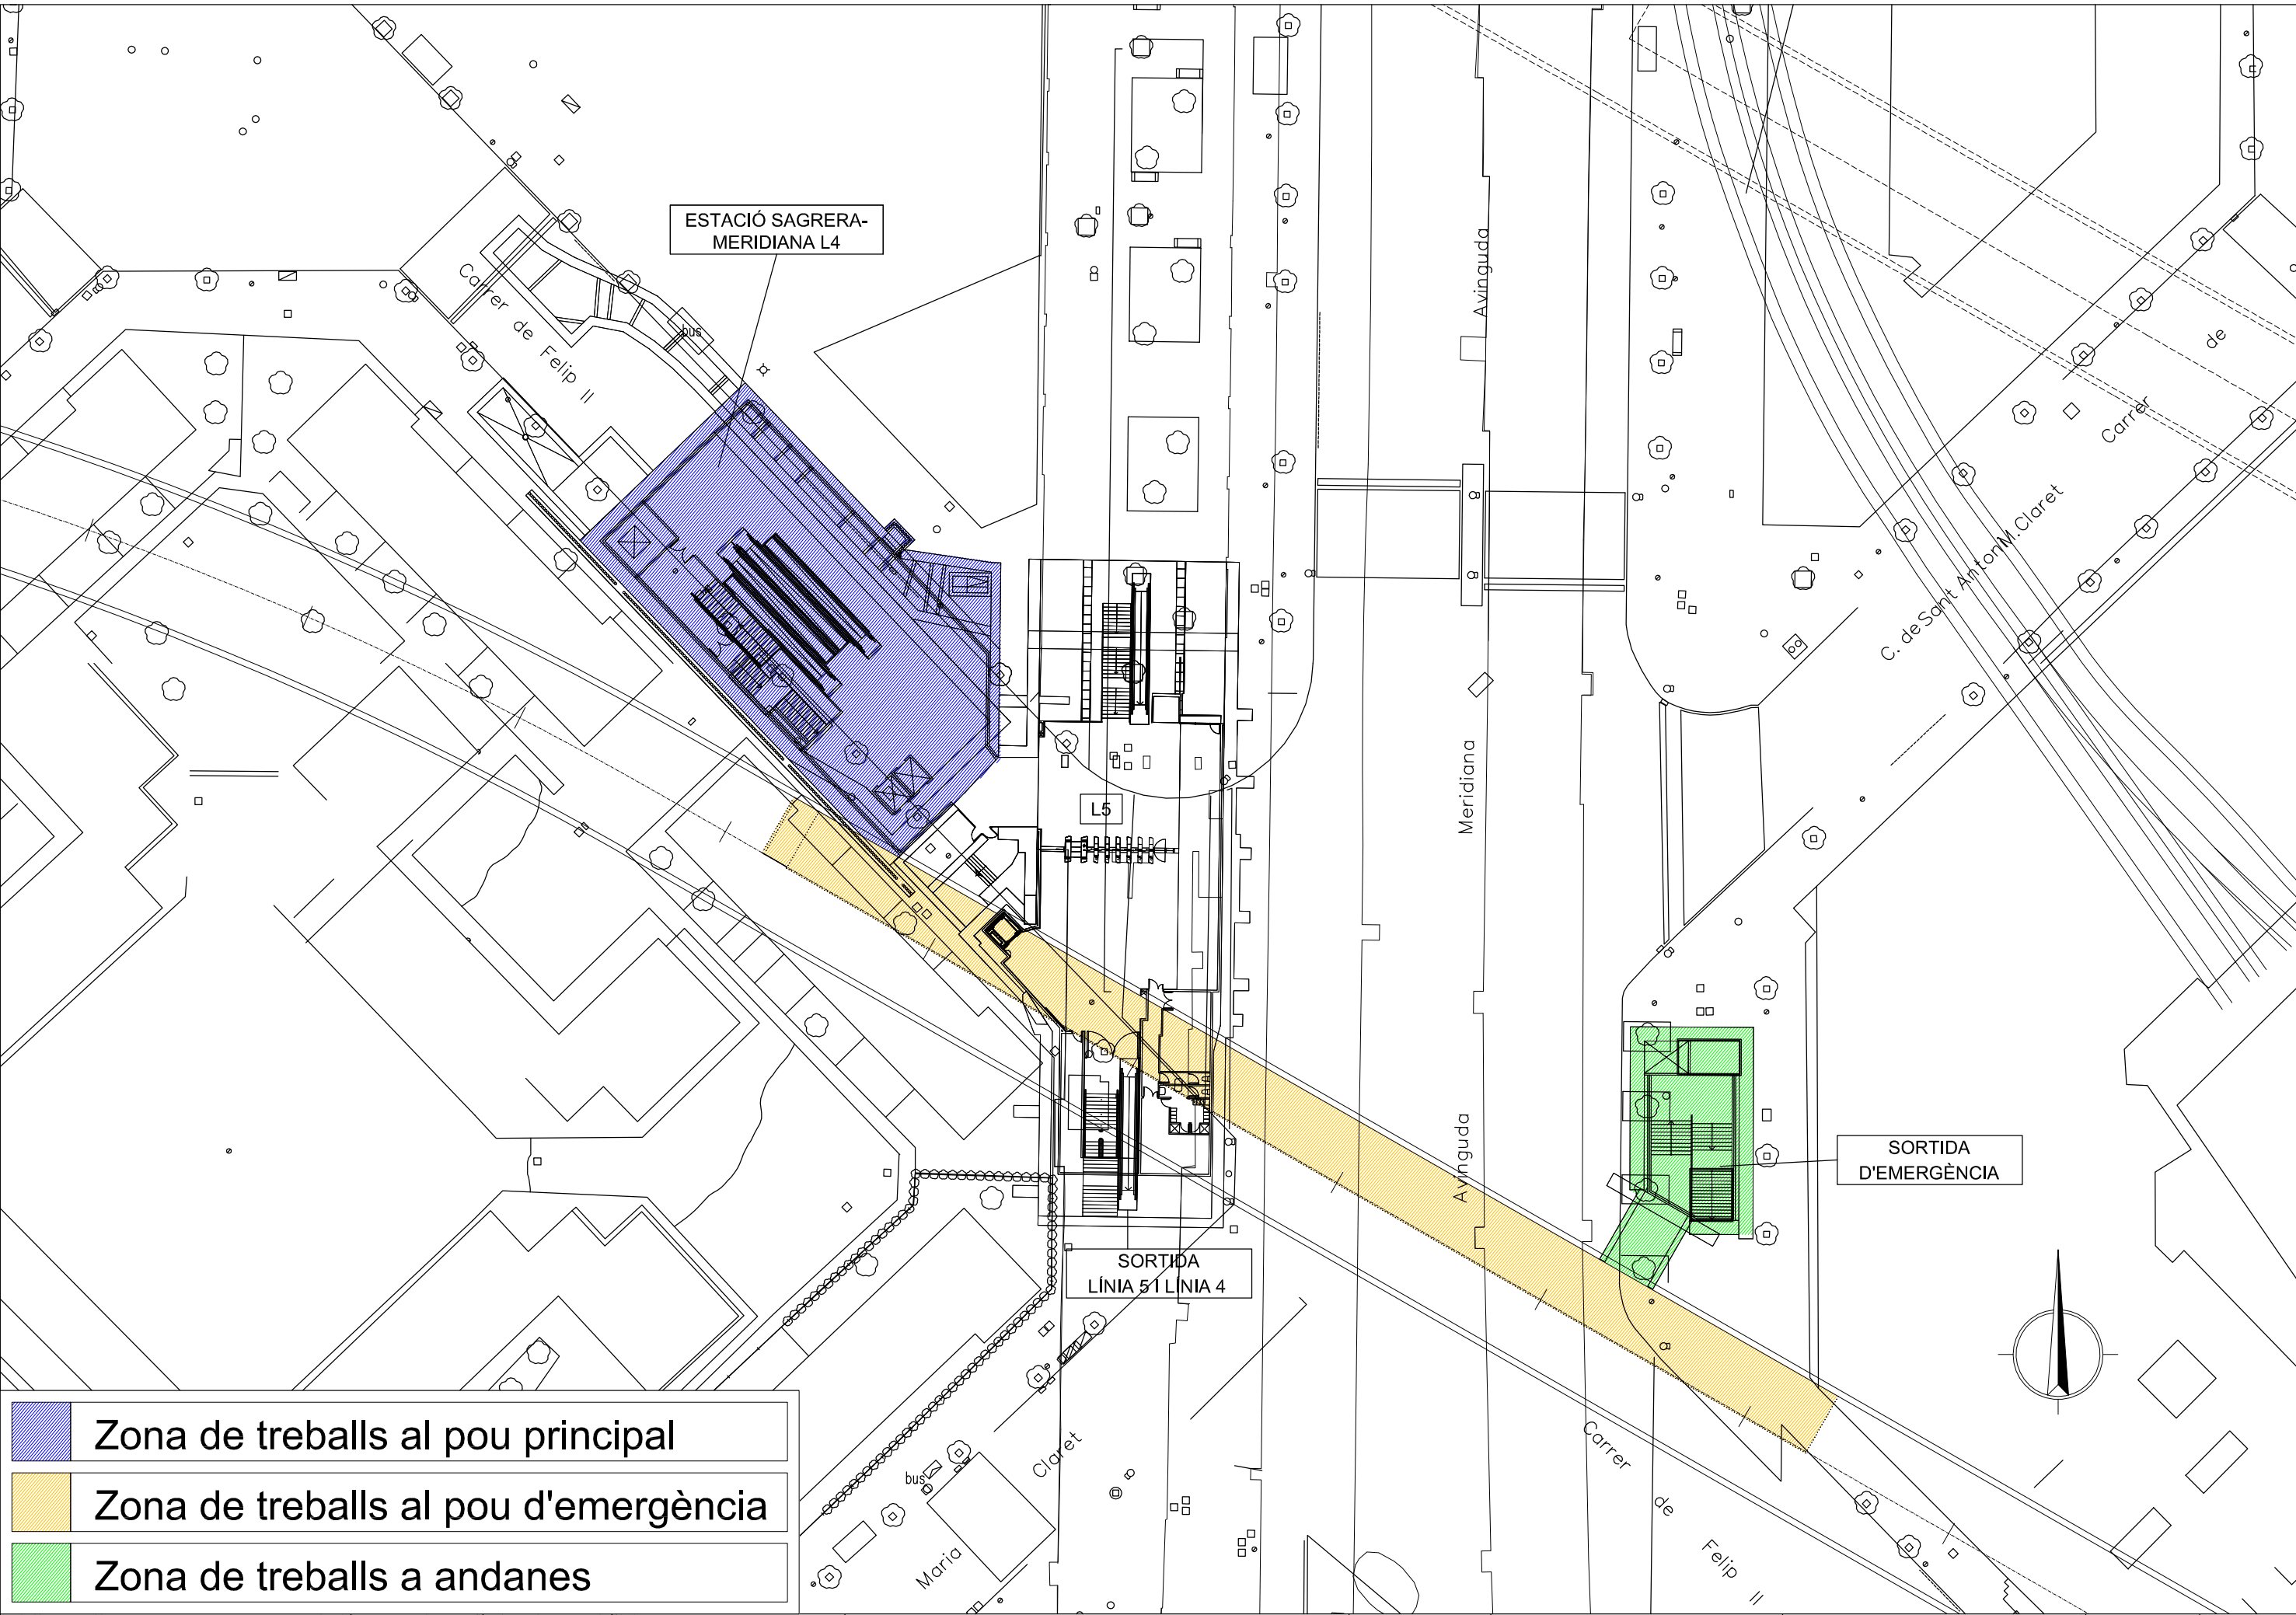 ESTACIÓ SAGRERA-
MERIDIANA L4
Carrer de Felip II
bus
Avinguda
Meridiana
Avinguda
Carrer de
C. de Sant Anton M. Claret
L5
SORTIDA
D'EMERGÈNCIA
SORTIDA
LÍNIA 5 I LÍNIA 4
Carrer de Felip II
bus
Maria Claret
Zona de treballs al pou principal
Zona de treballs al pou d'emergència
Zona de treballs a andanes